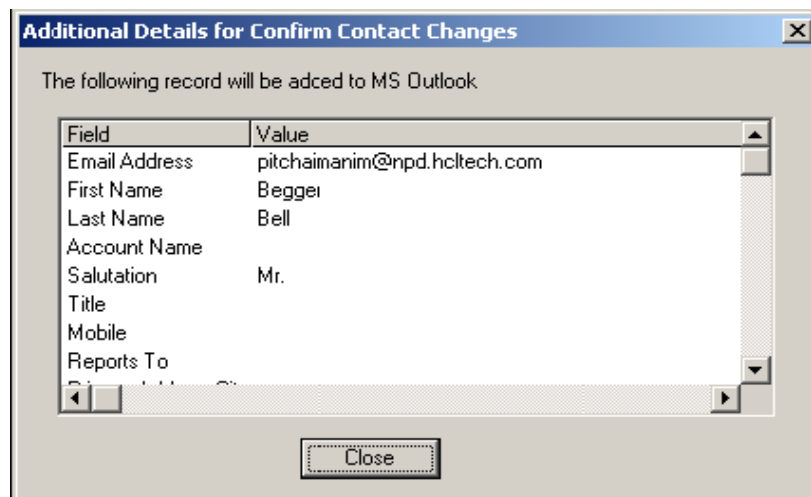 Additional Details for Confirm Contact Changes
The following record will be adced to MS Outlook
Field Value
Email Address pitchaimanim@npd.hcltech.com
First Name Begger
Last Name Bell
Account Name
Salutation Mr.
Title
Mobile
Reports To
Close